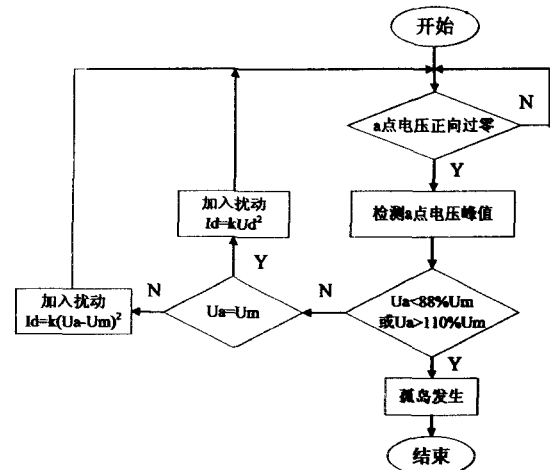 开始
a点电压正向过零
N
Y
检测a点电压峰值
加入扰动
Id=kUd²
Y
Ua<88%Um
或Ua>110%Um
N
Ua=Um
N
加入扰动
Id=k(Ua-Um)²
Y
孤岛发生
结束